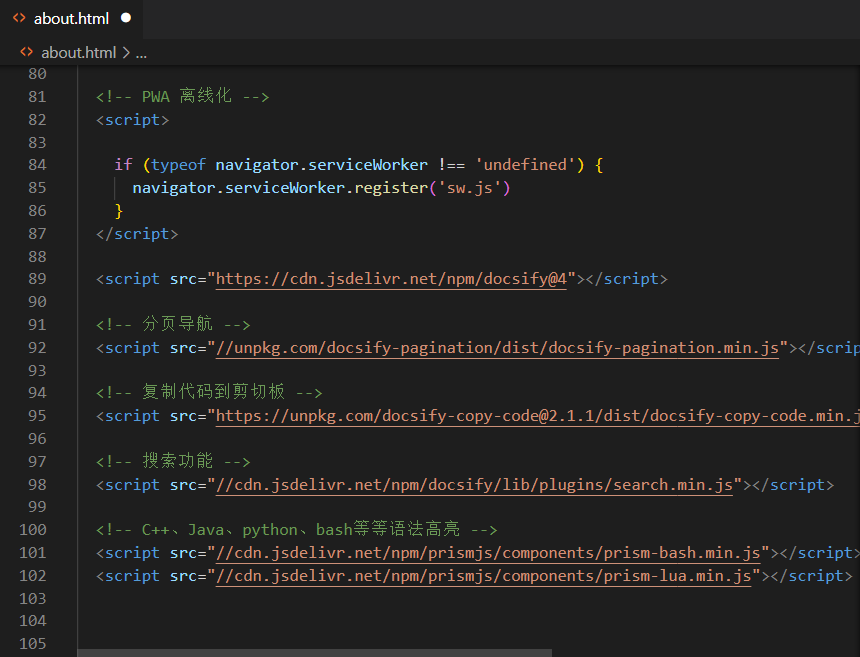 about.html
about.html > ...
80
81 <!-- PWA 离线化 -->
82 <script>
83
84 if (typeof navigator.serviceWorker !== 'undefined') {
85 navigator.serviceWorker.register('sw.js')
86 }
87 </script>
88
89 <script src="https://cdn.jsdelivr.net/npm/docsify@4"></script>
90
91 <!-- 分页导航 -->
92 <script src="//unpkg.com/docsify-pagination/dist/docsify-pagination.min.js"></scrip
93
94 <!-- 复制代码到剪切板 -->
95 <script src="https://unpkg.com/docsify-copy-code@2.1.1/dist/docsify-copy-code.min.j
96
97 <!-- 搜索功能 -->
98 <script src="//cdn.jsdelivr.net/npm/docsify/lib/plugins/search.min.js"></script>
99
100 <!-- C++、Java、python、bash等等语法高亮 -->
101 <script src="//cdn.jsdelivr.net/npm/prismjs/components/prism-bash.min.js"></script>
102 <script src="//cdn.jsdelivr.net/npm/prismjs/components/prism-lua.min.js"></script>
103
104
105